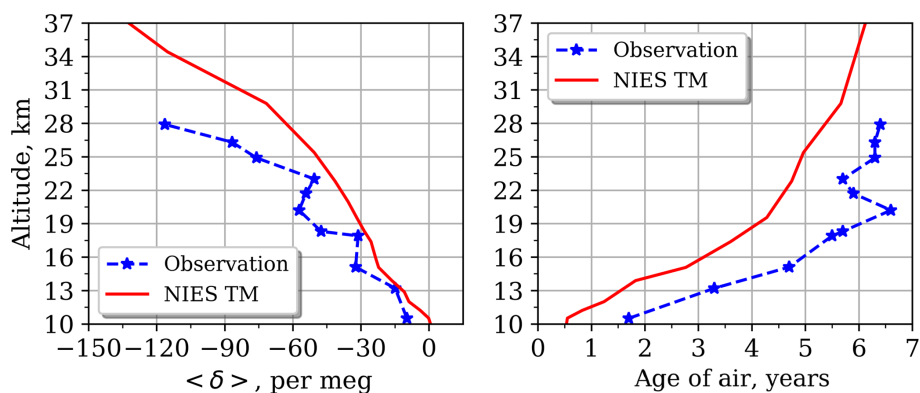 37
34
31
28
25
22
19
16
13
10
Altitude, km
Observation
NIES TM
−150 −120 −90 −60 −30 0
<δ>, per meg
37
34
31
28
25
22
19
16
13
10
Observation
NIES TM
0 1 2 3 4 5 6 7
Age of air, years